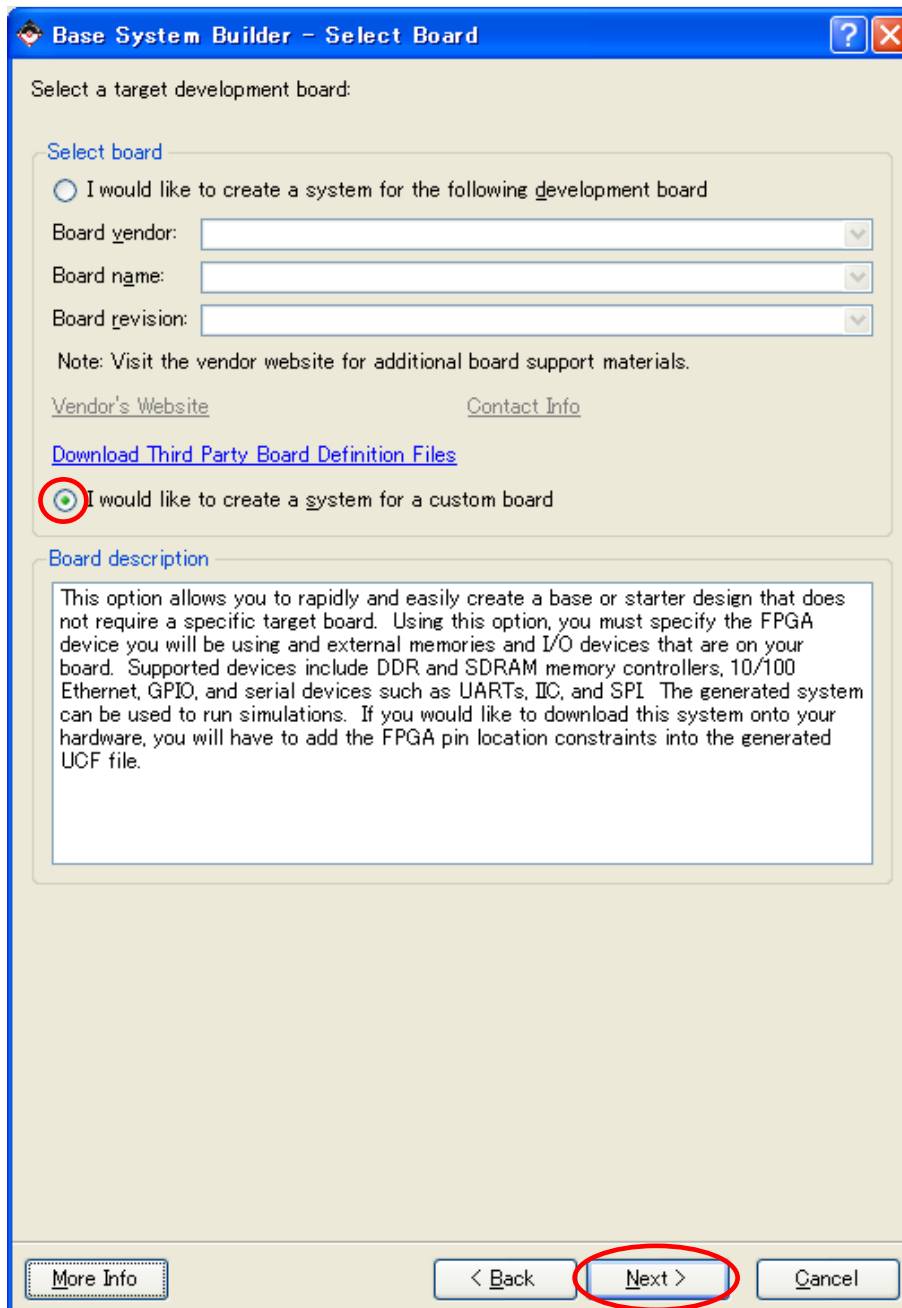 Base System Builder - Select Board
?
Select a target development board:
Select board
I would like to create a system for the following development board
Board vendor:
Board name:
Board revision:
Note: Visit the vendor website for additional board support materials.
Vendor's Website
Contact Info
Download Third Party Board Definition Files
I would like to create a system for a custom board
Board description
This option allows you to rapidly and easily create a base or starter design that does
not require a specific target board.  Using this option, you must specify the FPGA
device you will be using and external memories and I/O devices that are on your
board.  Supported devices include DDR and SDRAM memory controllers, 10/100
Ethernet, GPIO, and serial devices such as UARTs, IIC, and SPI.  The generated system
can be used to run simulations.  If you would like to download this system onto your
hardware, you will have to add the FPGA pin location constraints into the generated
UCF file.
More Info
< Back
Next >
Cancel